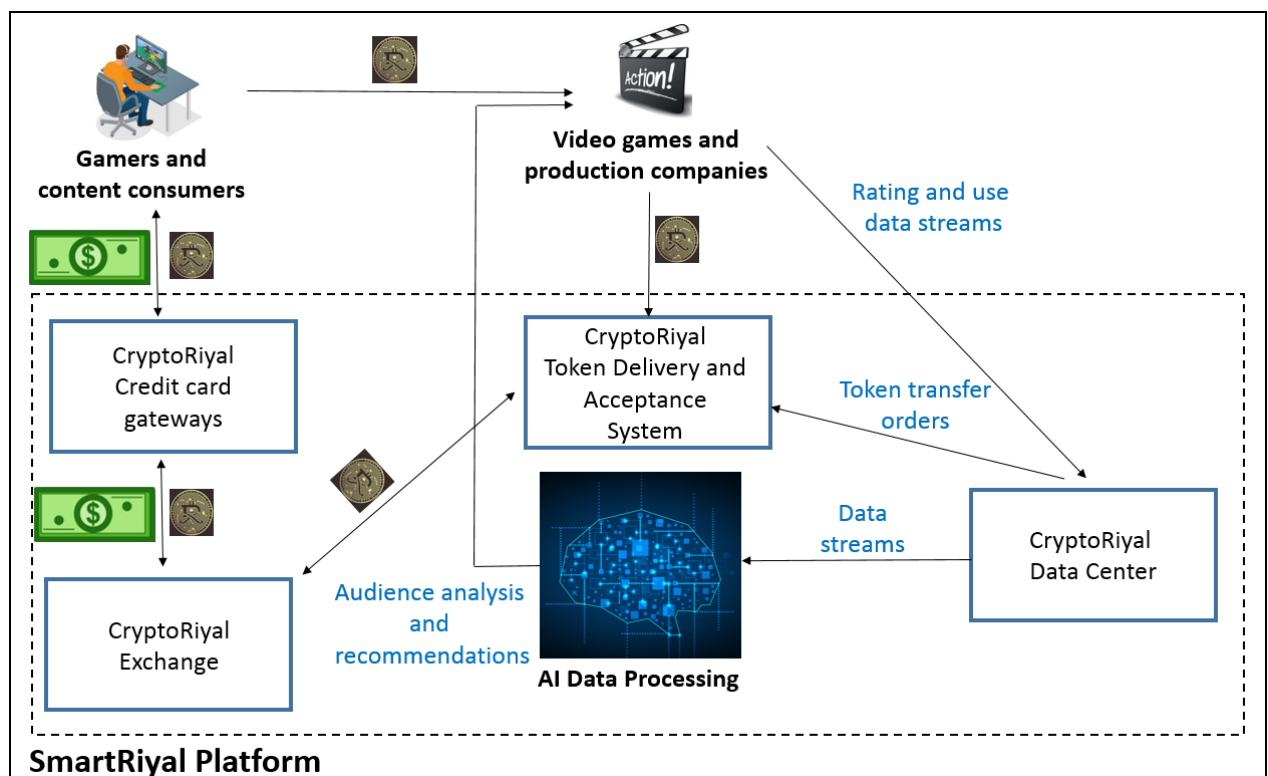 Action!
Gamers and
content consumers
Video games and
production companies
Rating and use
data streams
$
CryptoRiyal
Credit card
gateways
CryptoRiyal
Token Delivery and
Acceptance
System
Token transfer
orders
$
Data
streams
CryptoRiyal
Data Center
CryptoRiyal
Exchange
Audience analysis
and
recommendations
AI Data Processing
SmartRiyal Platform